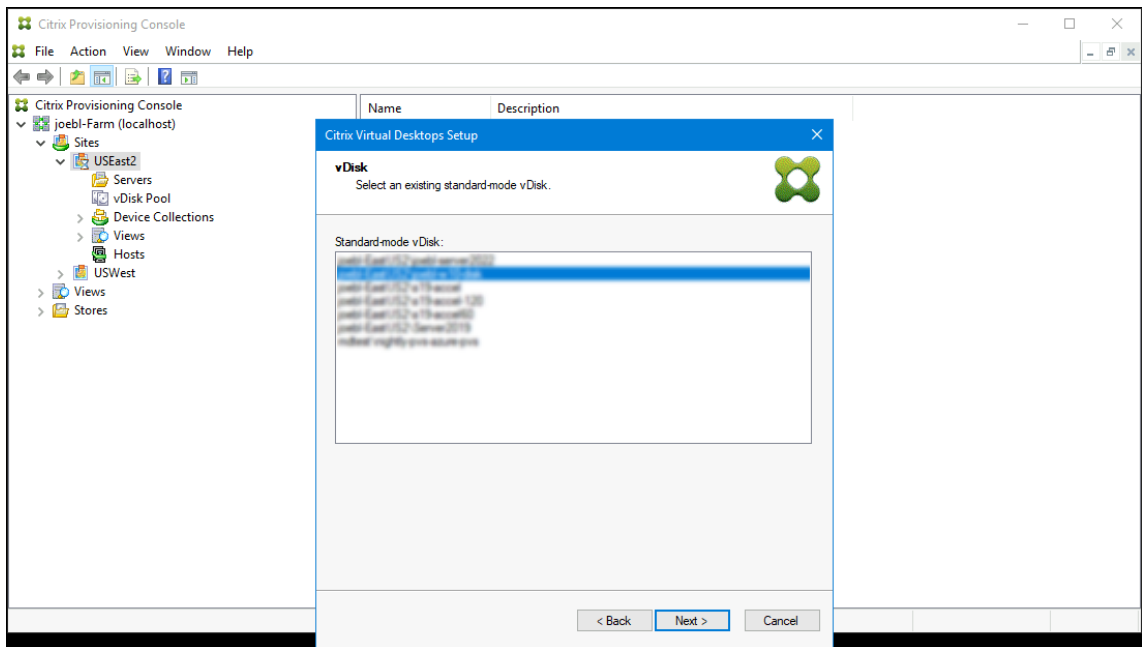 Citrix Provisioning Console
File Action View Window Help
Citrix Provisioning Console
joebl-Farm (localhost)
Sites
USEast2
Servers
vDisk Pool
Device Collections
Views
Hosts
USWest
Views
Stores
Name Description
Citrix Virtual Desktops Setup
vDisk
Select an existing standard-mode vDisk.
Standard-mode vDisk:
< Back Next > Cancel